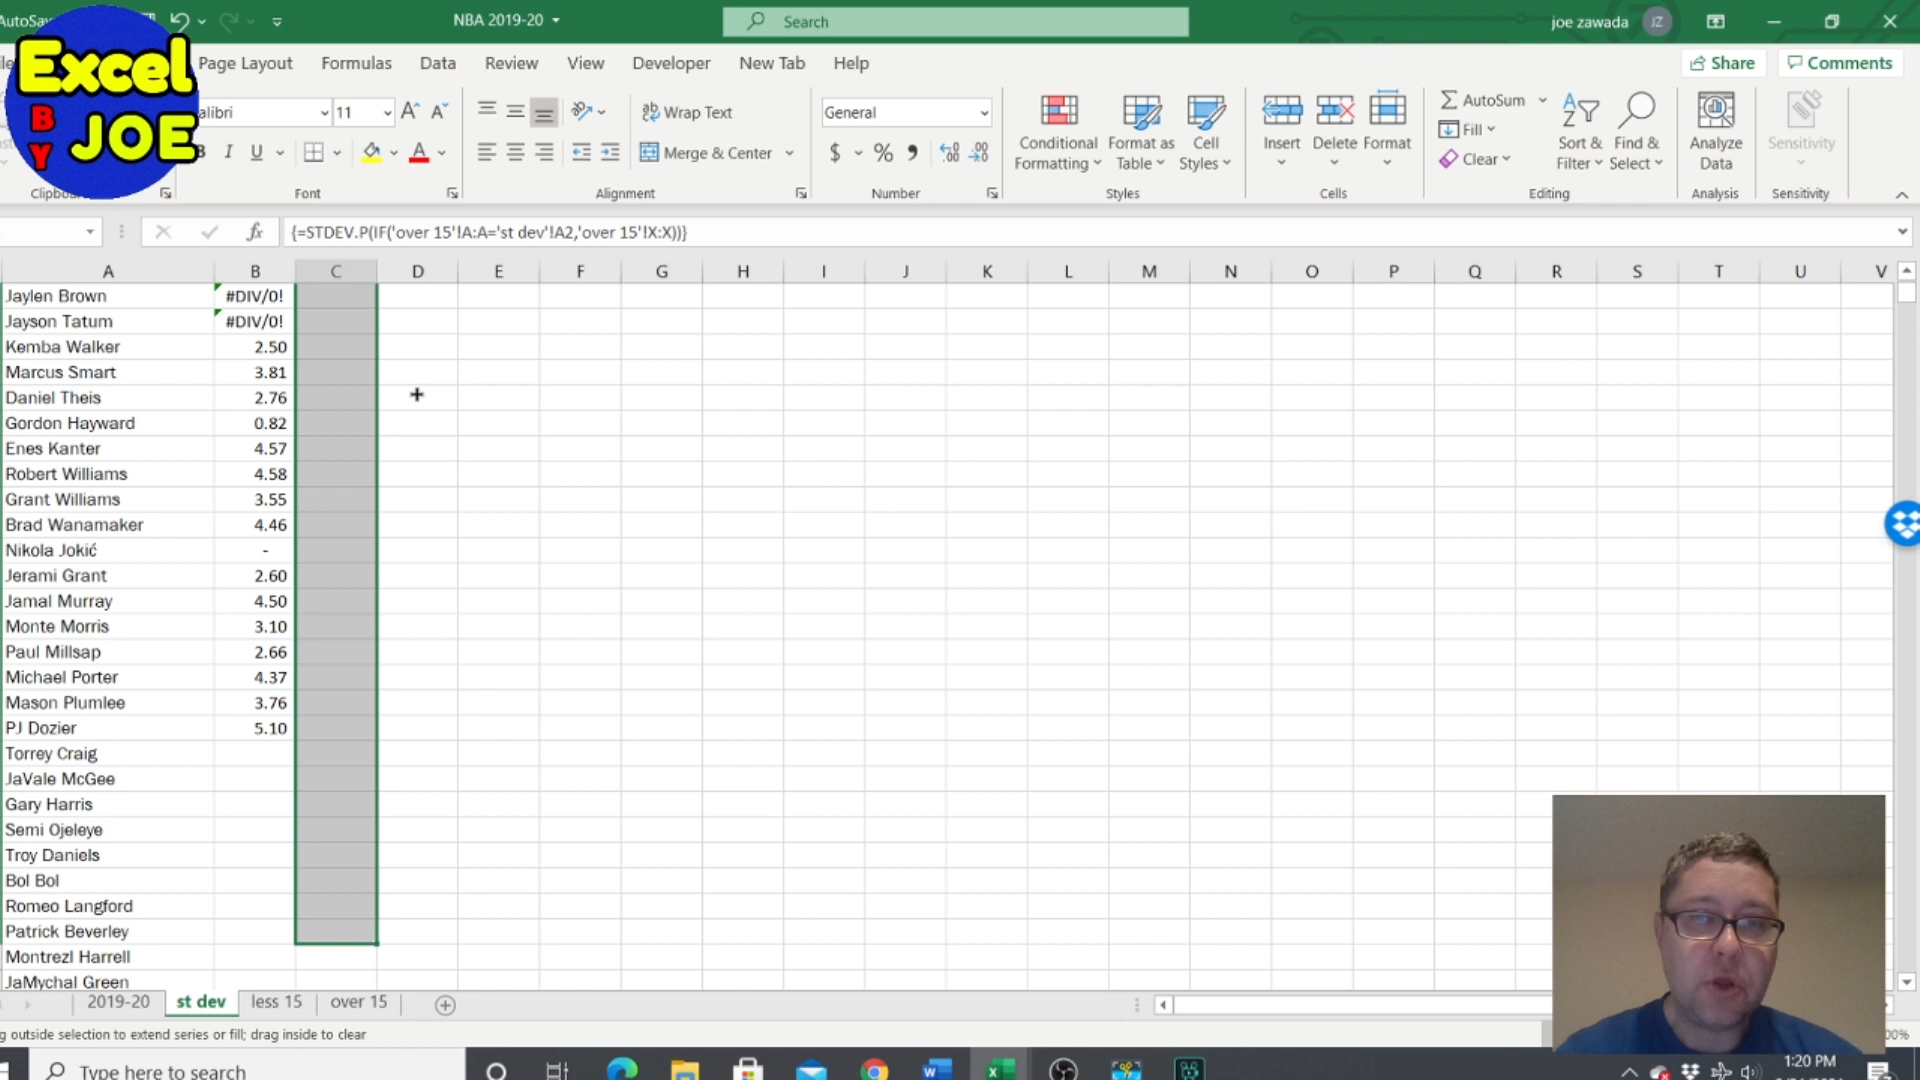 AutoSav
NBA 2019-20
Search
joe zawada
JZ
Excel
BY
JOE
Page Layout
Formulas
Data
Review
View
Developer
New Tab
Help
Share
Comments
alibri
11
Wrap Text
General
AutoSum
Fill
Clear
B I U
Merge & Center
$ % ,
Conditional
Formatting
Format as
Table
Cell
Styles
Insert
Delete
Format
Sort &
Filter
Find &
Select
Analyze
Data
Sensitivity
Clipboa
Font
Alignment
Number
Styles
Cells
Editing
Analysis
Sensitivity
fx
{=STDEV.P(IF('over 15'!A:A='st dev'!A2,'over 15'!X:X))}
A B C D E F G H I J K L M N O P Q R S T U V
Jaylen Brown #DIV/0!
Jayson Tatum #DIV/0!
Kemba Walker 2.50
Marcus Smart 3.81
Daniel Theis 2.76
Gordon Hayward 0.82
Enes Kanter 4.57
Robert Williams 4.58
Grant Williams 3.55
Brad Wanamaker 4.46
Nikola Jokić -
Jerami Grant 2.60
Jamal Murray 4.50
Monte Morris 3.10
Paul Millsap 2.66
Michael Porter 4.37
Mason Plumlee 3.76
PJ Dozier 5.10
Torrey Craig
JaVale McGee
Gary Harris
Semi Ojeleye
Troy Daniels
Bol Bol
Romeo Langford
Patrick Beverley
Montrezl Harrell
JaMychal Green
2019-20
st dev
less 15
over 15
g outside selection to extend series or fill; drag inside to clear
00%
Type here to search
1:20 PM